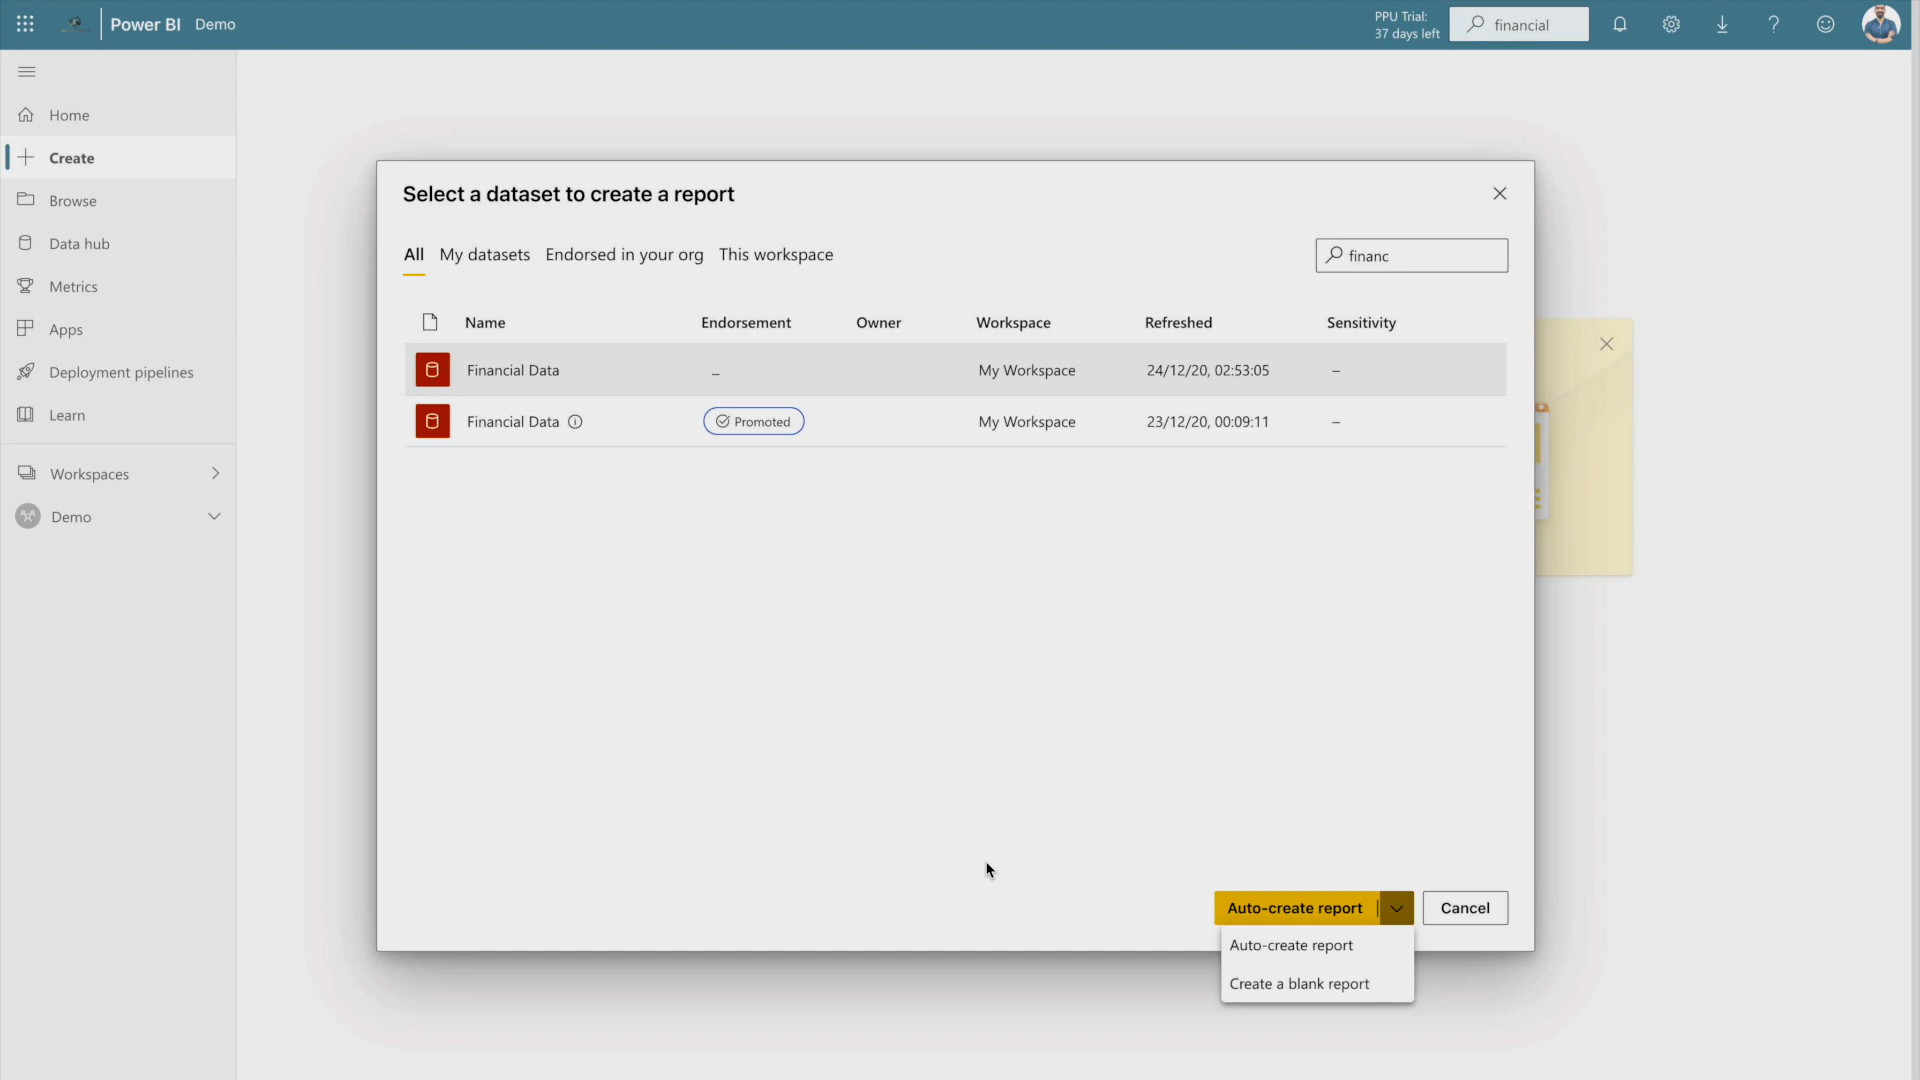 Power BI Demo
PPU Trial:
37 days left
financial
Home
Create
Browse
Data hub
Metrics
Apps
Deployment pipelines
Learn
Workspaces
Demo
Select a dataset to create a report
All My datasets Endorsed in your org This workspace
financ
Name Endorsement Owner Workspace Refreshed Sensitivity
Financial Data – My Workspace 24/12/20, 02:53:05 –
Financial Data Promoted My Workspace 23/12/20, 00:09:11 –
Auto-create report Cancel
Auto-create report
Create a blank report